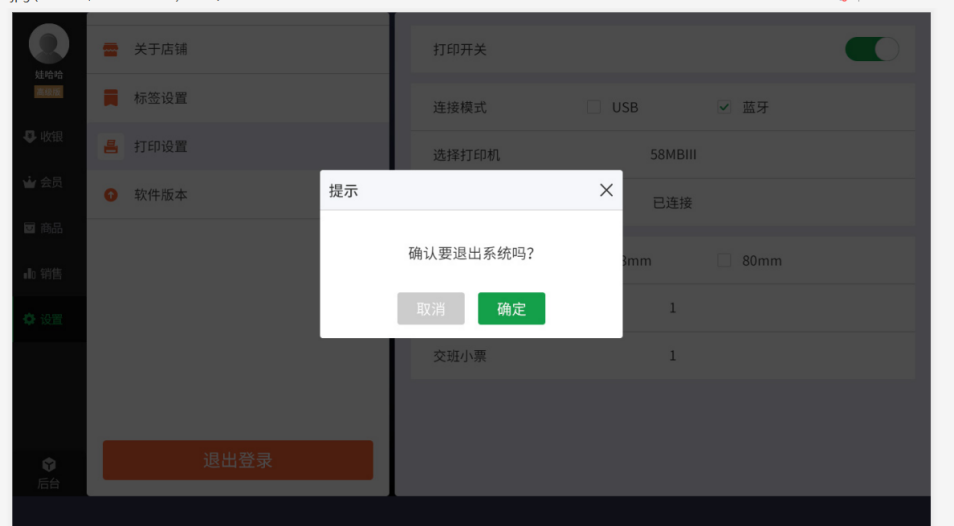 娃哈哈
收银
会员
商品
销售
设置
后台
关于店铺
标签设置
打印设置
软件版本
退出登录
打印开关
连接模式 USB 蓝牙
选择打印机 58MBIII
已连接
mm 80mm
1
交班小票 1
提示
确认要退出系统吗?
取消 确定